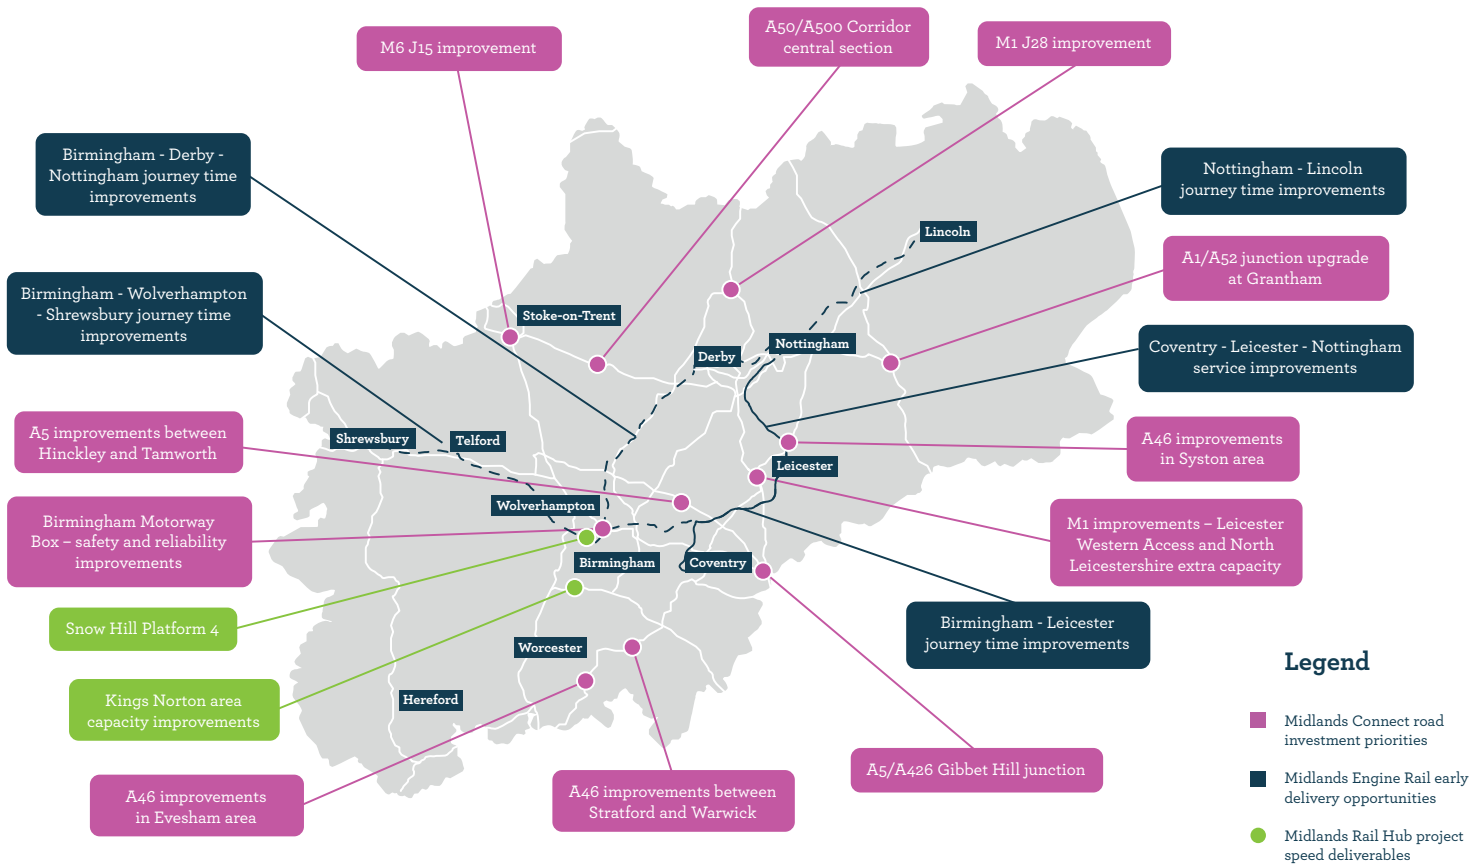 M6 J15 improvement
A50/A500 Corridor
central section
M1 J28 improvement
Birmingham - Derby -
Nottingham journey time
improvements
Nottingham - Lincoln
journey time improvements
Lincoln
A1/A52 junction upgrade
at Grantham
Birmingham - Wolverhampton
- Shrewsbury journey time
improvements
Stoke-on-Trent
Nottingham
Derby
Coventry - Leicester - Nottingham
service improvements
A5 improvements between
Hinckley and Tamworth
Shrewsbury
Telford
A46 improvements
in Syston area
Leicester
Wolverhampton
Birmingham Motorway
Box – safety and reliability
improvements
M1 improvements – Leicester
Western Access and North
Leicestershire extra capacity
Birmingham
Coventry
Snow Hill Platform 4
Birmingham - Leicester
journey time improvements
Worcester
Hereford
Kings Norton area
capacity improvements
A46 improvements
in Evesham area
A46 improvements between
Stratford and Warwick
A5/A426 Gibbet Hill junction
Legend
Midlands Connect road
investment priorities
Midlands Engine Rail early
delivery opportunities
Midlands Rail Hub project
speed deliverables